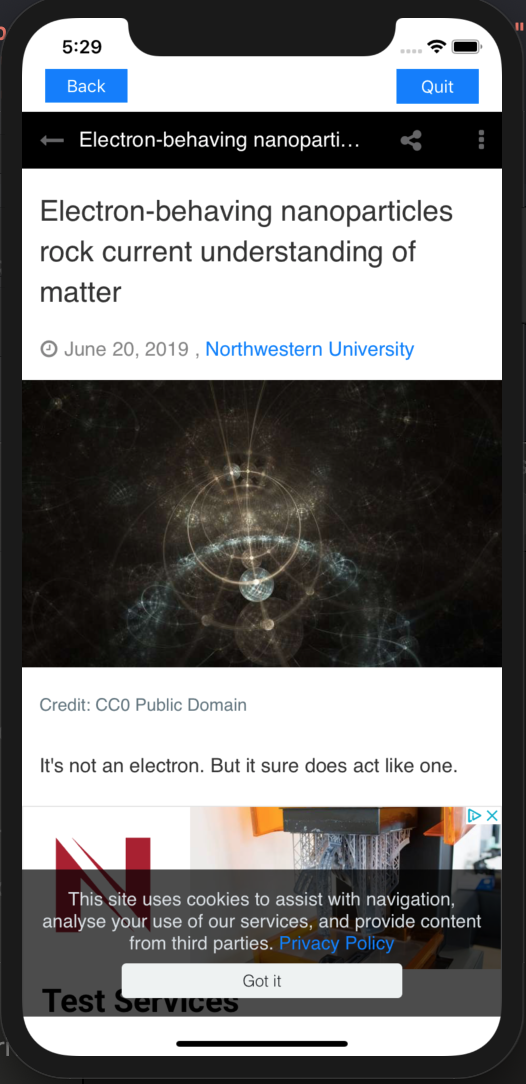 5:29
Back
Quit
Electron-behaving nanoparti...
Electron-behaving nanoparticles
rock current understanding of
matter
June 20, 2019 , Northwestern University
Credit: CC0 Public Domain
It's not an electron. But it sure does act like one.
N
This site uses cookies to assist with navigation,
analyse your use of our services, and provide content
from third parties. Privacy Policy
Got it
Test Services